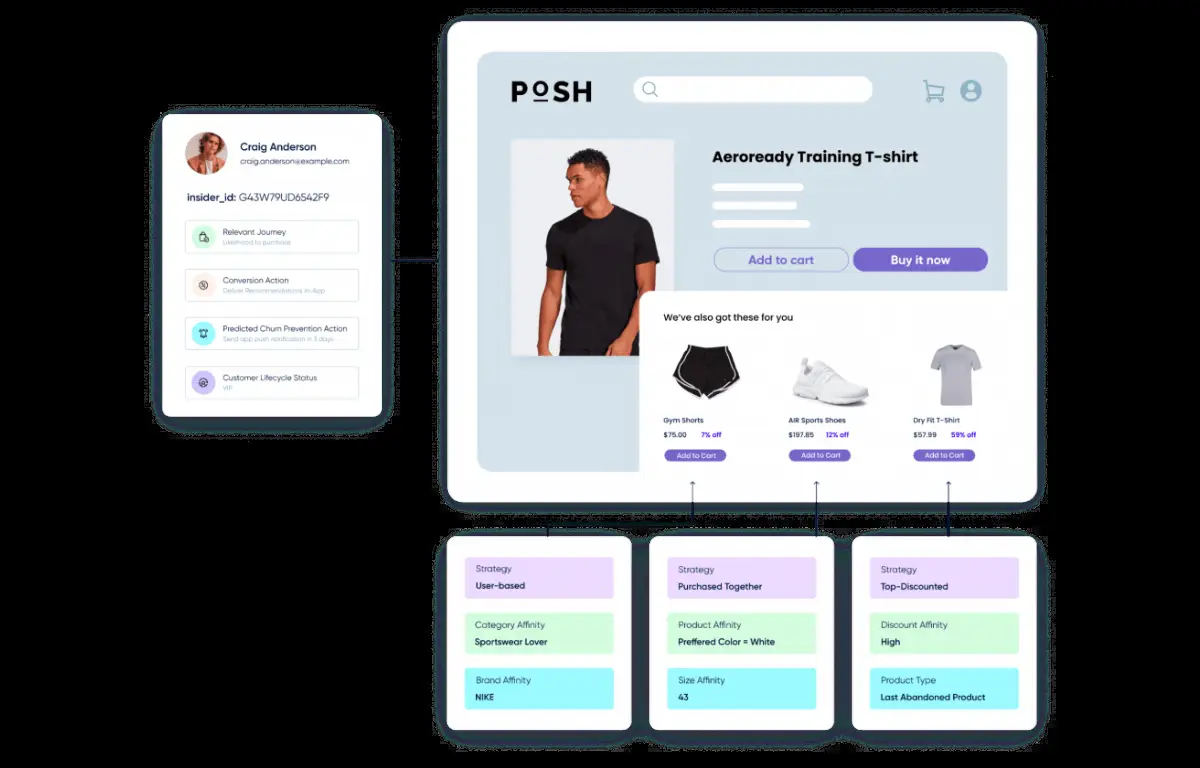 Craig Anderson
craig.anderson@example.com
insider_id: G43W79UD6S42F9
Relevant Journey
Likelihood to purchase
Conversion Action
Deliver Recommendations In-App
Predicted Churn Prevention Action
Send app push notification in 3 days
Customer Lifecycle Status
VIP
POSH
Aeroready Training T-shirt
Add to cart
Buy it now
We've also got these for you
Gym Shorts
$75.00 7% off
Add to Cart
AIR Sports Shoes
$197.85 12% off
Add to Cart
Dry Fit T-Shirt
$57.99 59% off
Add to Cart
Strategy
User-based
Category Affinity
Sportswear Lover
Brand Affinity
NIKE
Strategy
Purchased Together
Product Affinity
Preffered Color = White
Size Affinity
43
Strategy
Top-Discounted
Discount Affinity
High
Product Type
Last Abandoned Product